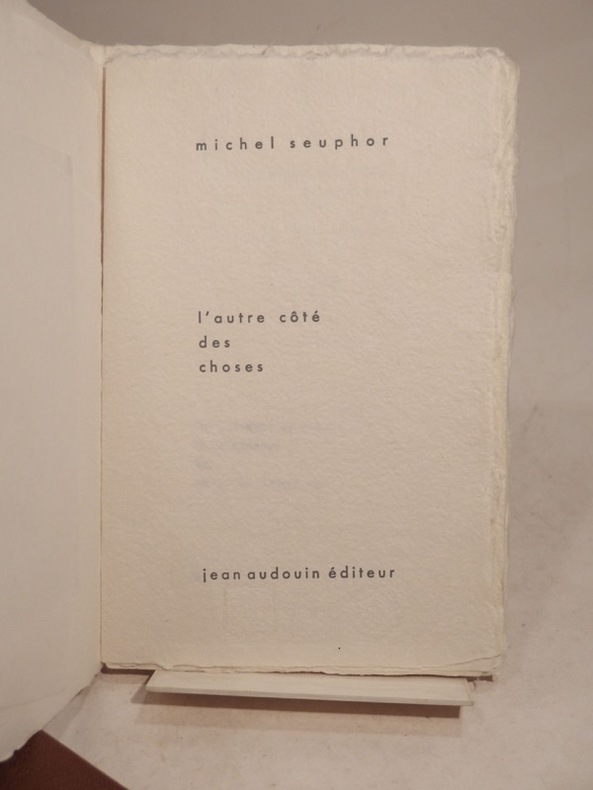 michel seuphor
l'autre côté
des
choses
jean audouin éditeur